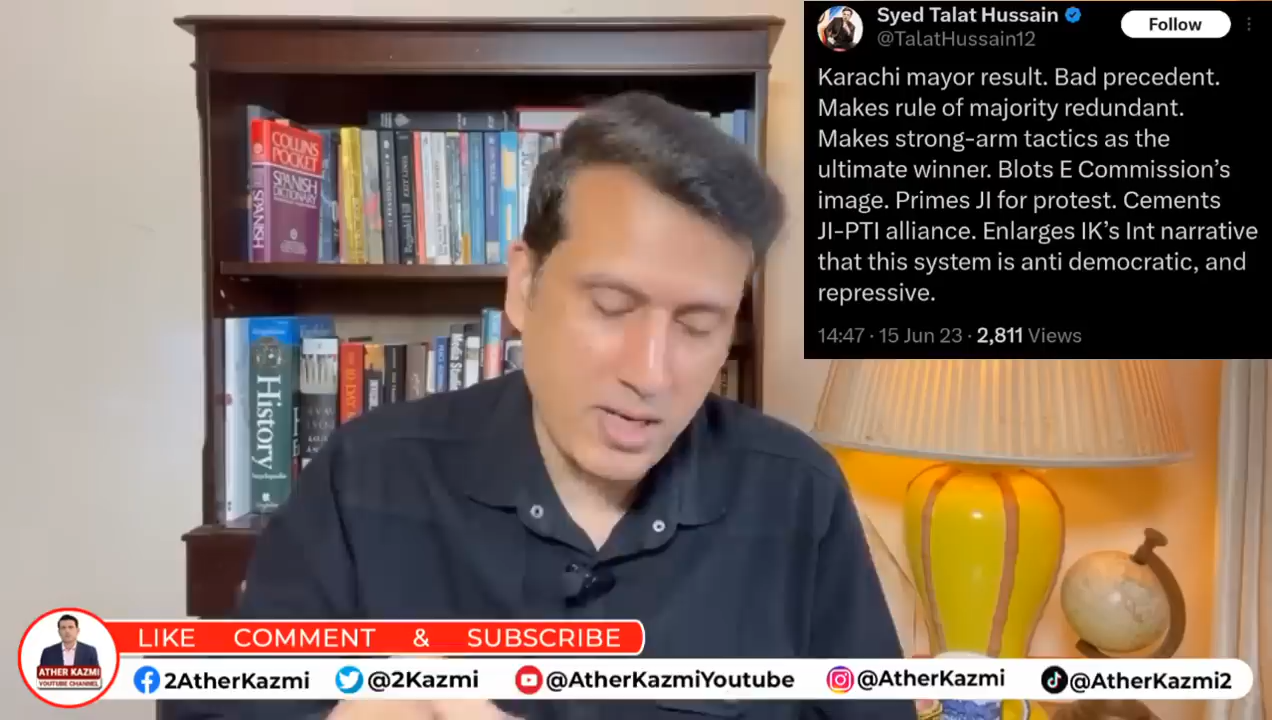 Syed Talat Hussain
@TalatHussain12
Follow
Karachi mayor result. Bad precedent.
Makes rule of majority redundant.
Makes strong-arm tactics as the
ultimate winner. Blots E Commission’s
image. Primes JI for protest. Cements
JI-PTI alliance. Enlarges IK’s Int narrative
that this system is anti democratic, and
repressive.
14:47 · 15 Jun 23 · 2,811 Views
COLLINS
POCKET
SPANISH
DICTIONARY
SPANISH
History
Encyclopedia
Media Studies
LIKE COMMENT & SUBSCRIBE
ATHER KAZMI
YOUTUBE CHANNEL
2AtherKazmi
@2Kazmi
@AtherKazmiYoutube
@AtherKazmi
@AtherKazmi2